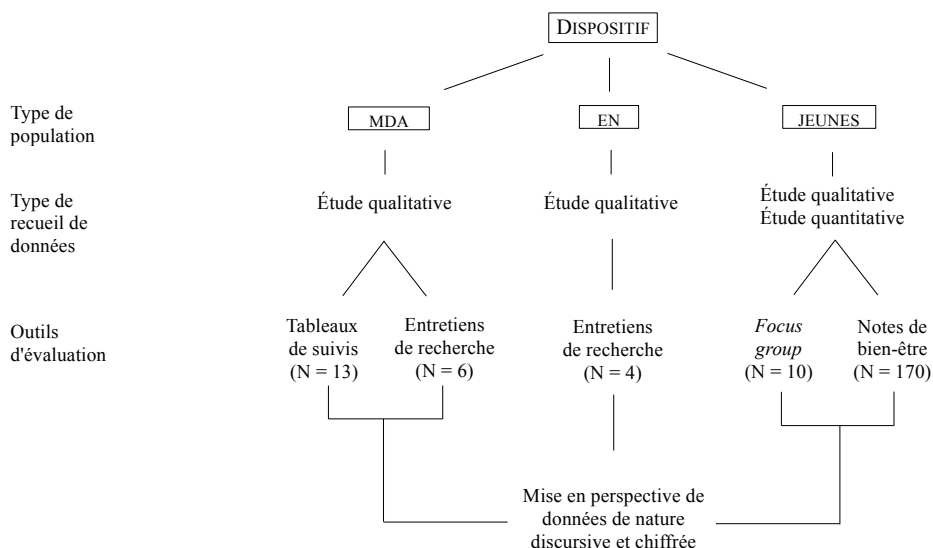 DISPOSITIF
Type de
population
MDA
EN
JEUNES
Type de
recueil de
données
Étude qualitative
Étude qualitative
Étude qualitative
Étude quantitative
Outils
d'évaluation
Tableaux
de suivis
(N = 13)
Entretiens
de recherche
(N = 6)
Entretiens
de recherche
(N = 4)
Focus
group
(N = 10)
Notes de
bien-être
(N = 170)
Mise en perspective de
données de nature
discursive et chiffrée